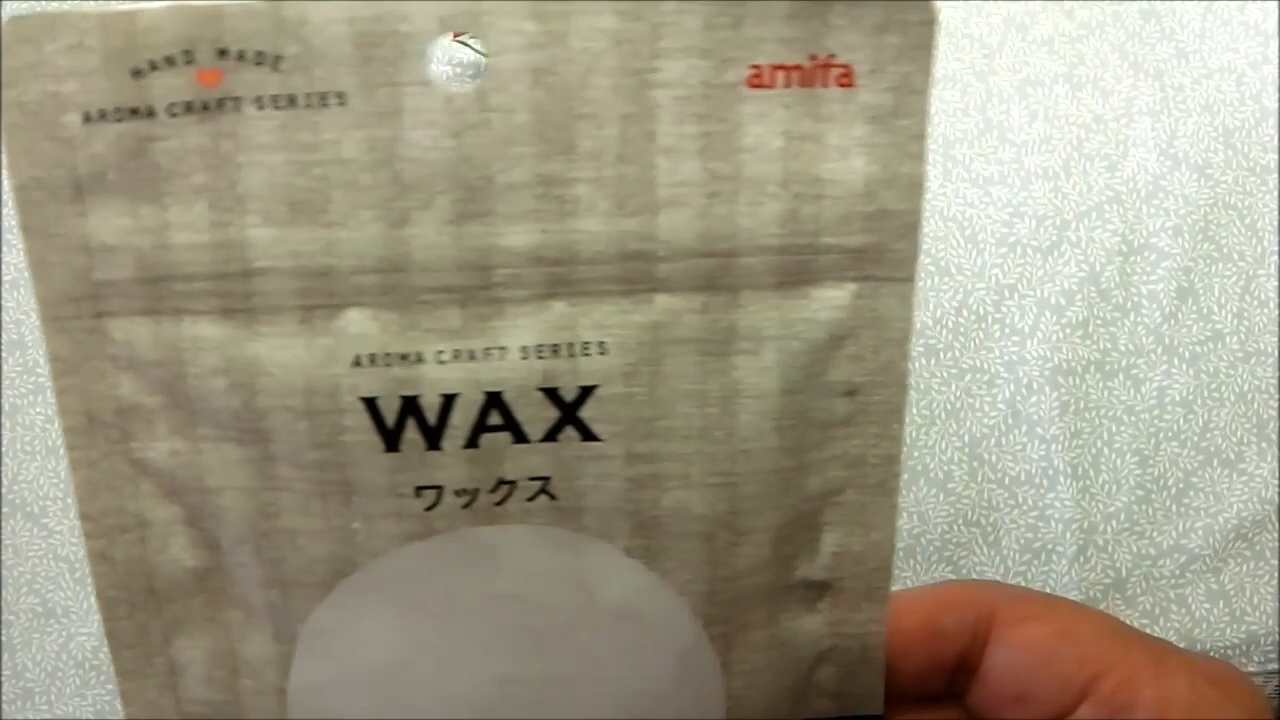 HAND MADE
AROMA CRAFT SERIES
amifa
AROMA CRAFT SERIES
WAX
ワックス